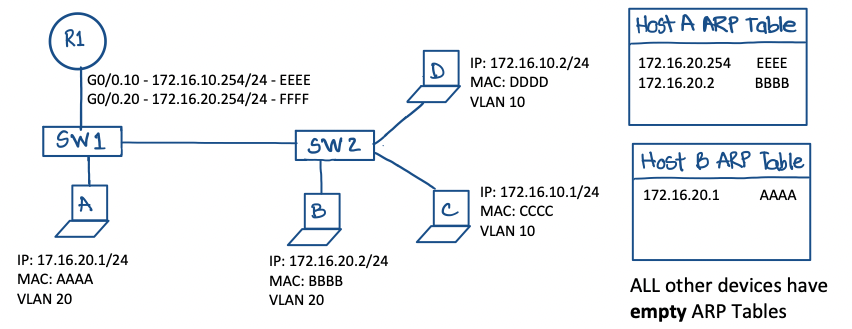 R1
G0/0.10 - 172.16.10.254/24 - EEEE
G0/0.20 - 172.16.20.254/24 - FFFF
SW1
SW2
A
IP: 17.16.20.1/24
MAC: AAAA
VLAN 20
B
IP: 172.16.20.2/24
MAC: BBBB
VLAN 20
D
IP: 172.16.10.2/24
MAC: DDDD
VLAN 10
C
IP: 172.16.10.1/24
MAC: CCCC
VLAN 10
Host A ARP Table
172.16.20.254 EEEE
172.16.20.2 BBBB
Host B ARP Table
172.16.20.1 AAAA
ALL other devices have
empty ARP Tables